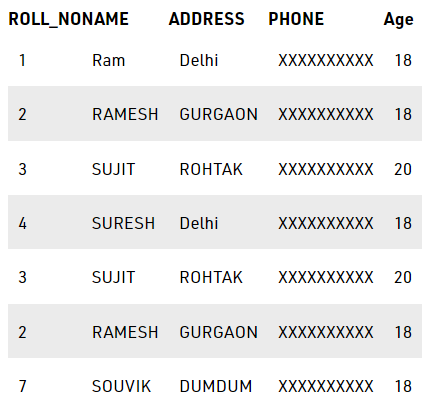 ROLL_NONAME ADDRESS PHONE Age
1 Ram Delhi XXXXXXXXXX 18
2 RAMESH GURGAON XXXXXXXXXX 18
3 SUJIT ROHTAK XXXXXXXXXX 20
4 SURESH Delhi XXXXXXXXXX 18
3 SUJIT ROHTAK XXXXXXXXXX 20
2 RAMESH GURGAON XXXXXXXXXX 18
7 SOUVIK DUMDUM XXXXXXXXXX 18